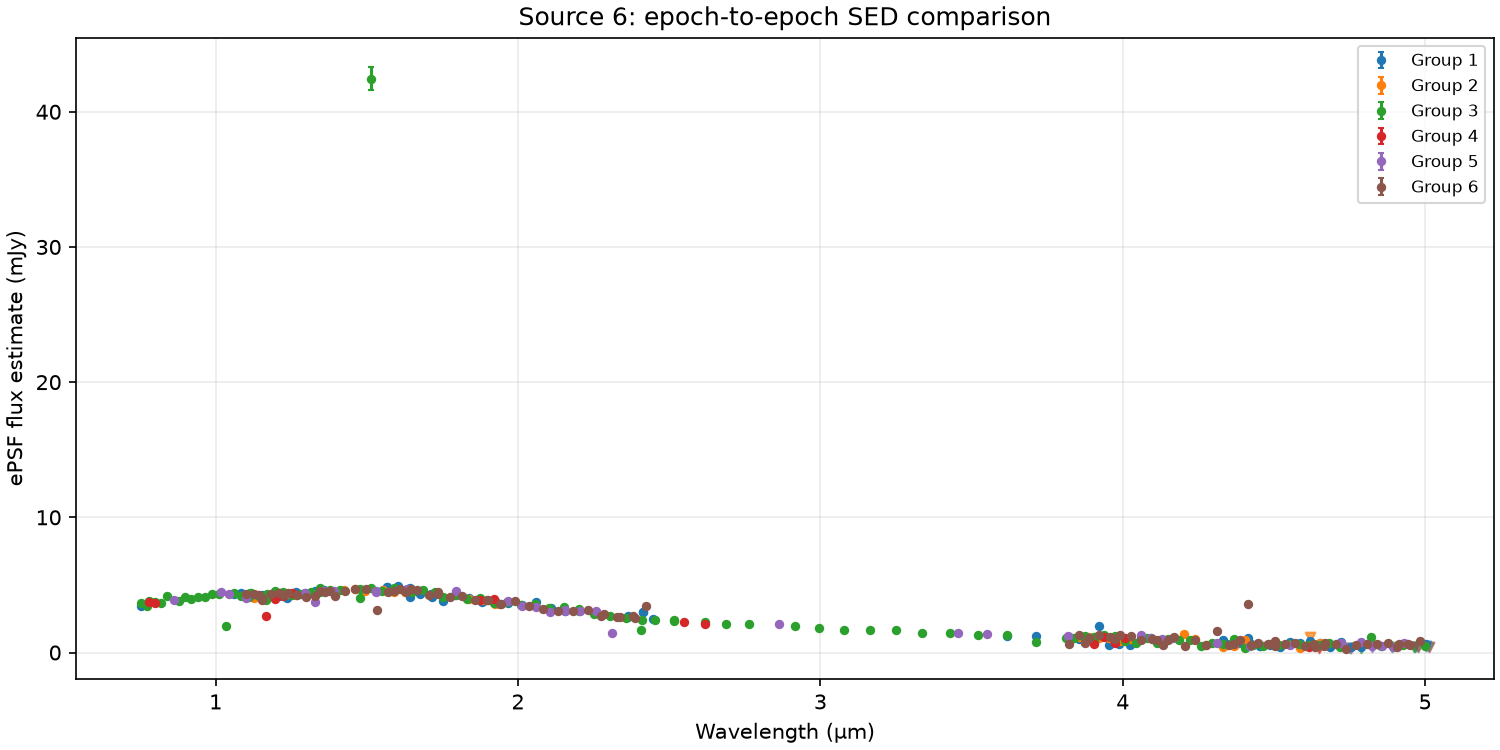 Source 6: epoch-to-epoch SED comparison
ePSF flux estimate (mJy)
40
30
20
10
0
Group 1
Group 2
Group 3
Group 4
Group 5
Group 6
1 2 3 4 5
Wavelength (μm)